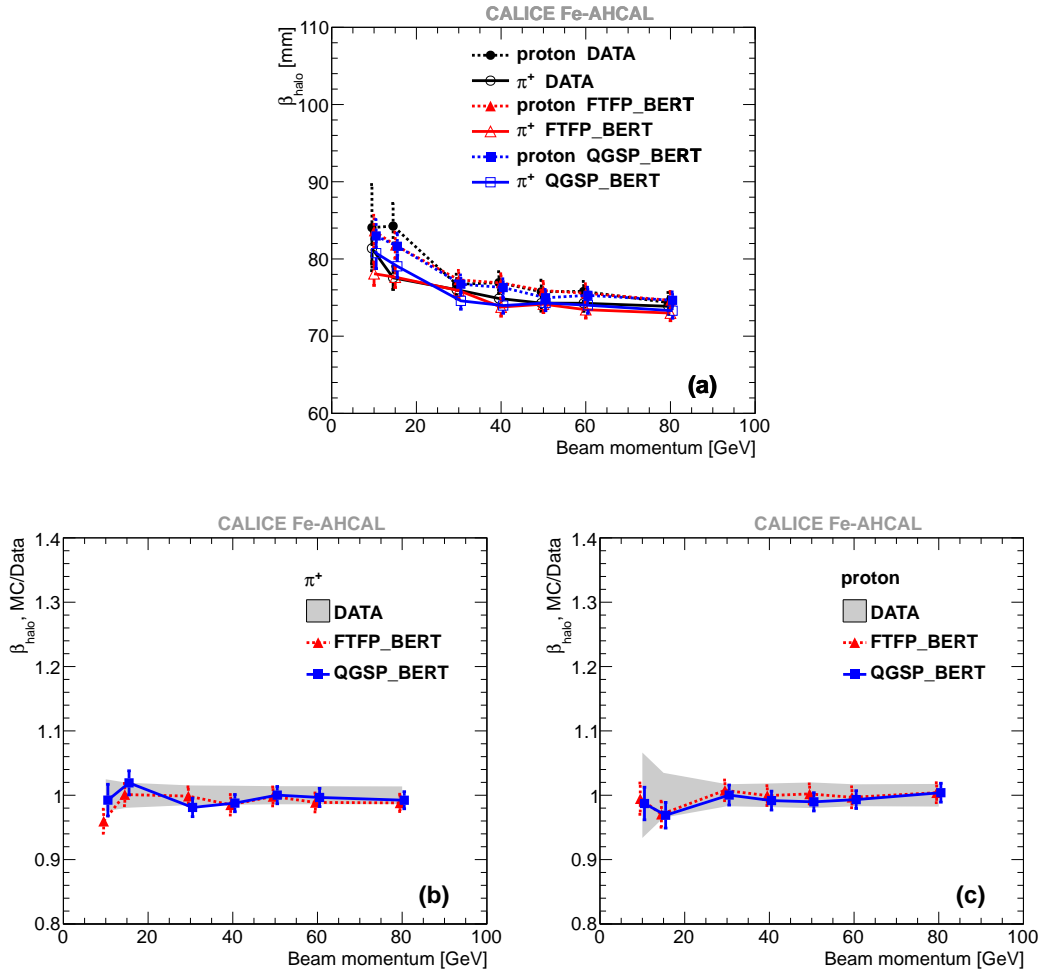 CALICE Fe-AHCAL
β_halo [mm]
110
100
90
80
70
60
proton DATA
π⁺ DATA
proton FTFP_BERT
π⁺ FTFP_BERT
proton QGSP_BERT
π⁺ QGSP_BERT
(a)
0 20 40 60 80 100
Beam momentum [GeV]
CALICE Fe-AHCAL
β_halo, MC/Data
1.4
1.3
1.2
1.1
1
0.9
0.8
π⁺
DATA
FTFP_BERT
QGSP_BERT
(b)
0 20 40 60 80 100
Beam momentum [GeV]
CALICE Fe-AHCAL
β_halo, MC/Data
1.4
1.3
1.2
1.1
1
0.9
0.8
proton
DATA
FTFP_BERT
QGSP_BERT
(c)
0 20 40 60 80 100
Beam momentum [GeV]